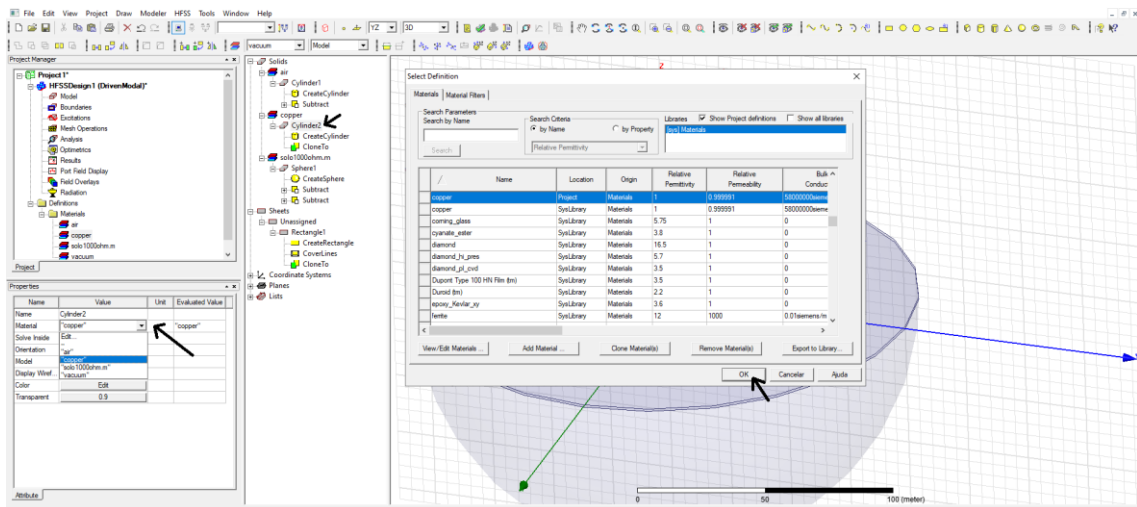 File Edit View Project Draw Modeler HFSS Tools Window Help
YZ 3D
vacuum Model
Project Manager
Project1*
HFSSDesign1 (DrivenModal)*
Model
Boundaries
Excitations
Mesh Operations
Analysis
Optimetrics
Results
Port Field Display
Field Overlays
Radiation
Definitions
Materials
air
copper
solo1000ohm.m
vacuum
Project
Properties
Name Value Unit Evaluated Value
Name Cylinder2
Material "copper" "copper"
Solve Inside Edit...
Orientation "air"
Model "copper"
Display Wiref... "solo1000ohm.m"
"vacuum"
Color Edit
Transparent 0.9
Attribute
Solids
air
Cylinder1
CreateCylinder
Subtract
copper
Cylinder2
CreateCylinder
CloneTo
solo1000ohm.m
Sphere1
CreateSphere
Subtract
Subtract
Sheets
Unassigned
Rectangle1
CreateRectangle
CoverLines
CloneTo
Coordinate Systems
Planes
Lists
Z
Select Definition
Materials Material Filters
Search Parameters
Search by Name
Search
Search Criteria
by Name by Property
Relative Permittivity
Libraries Show Project definitions Show all libraries
[sys] Materials
/ Name Location Origin Relative Permittivity Relative Permeability Bulk Conduc
copper Project Materials 1 0.999991 58000000sieme
copper SysLibrary Materials 1 0.999991 58000000sieme
corning_glass SysLibrary Materials 5.75 1 0
cyanate_ester SysLibrary Materials 3.8 1 0
diamond SysLibrary Materials 16.5 1 0
diamond_hi_pres SysLibrary Materials 5.7 1 0
diamond_pl_cvd SysLibrary Materials 3.5 1 0
Dupont Type 100 HN Film (tm) SysLibrary Materials 3.5 1 0
Duroid (tm) SysLibrary Materials 2.2 1 0
epoxy_Kevlar_xy SysLibrary Materials 3.6 1 0
ferrite SysLibrary Materials 12 1000 0.01siemens/m
View/Edit Materials ... Add Material ... Clone Material(s) Remove Material(s) Export to Library...
OK Cancelar Ajuda
0 50 100 (meter)